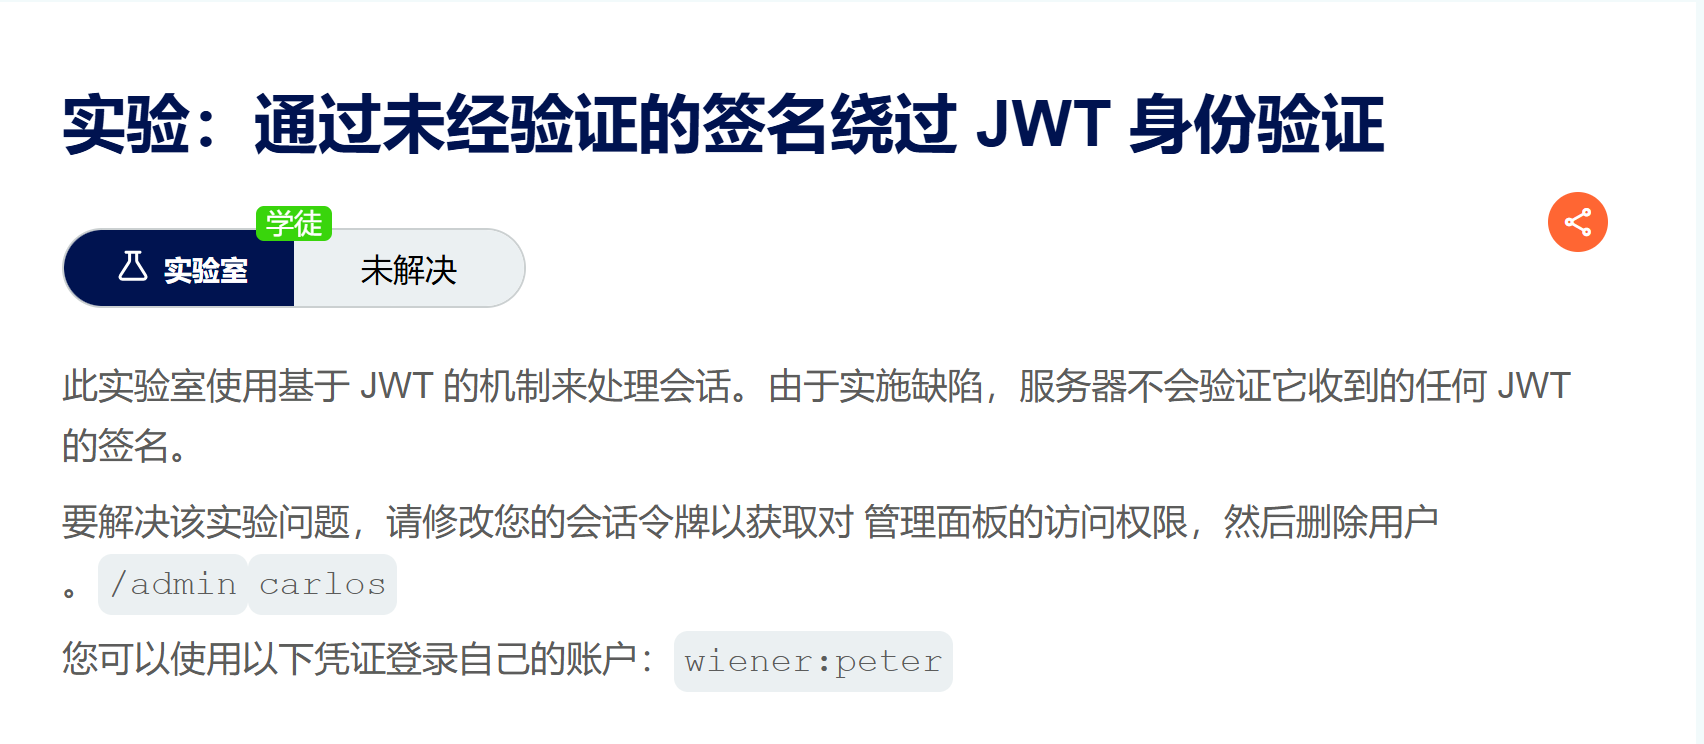 实验：通过未经验证的签名绕过 JWT 身份验证
学徒
实验室 未解决
此实验室使用基于 JWT 的机制来处理会话。由于实施缺陷，服务器不会验证它收到的任何 JWT
的签名。
要解决该实验问题，请修改您的会话令牌以获取对 管理面板的访问权限，然后删除用户
。 /admin carlos
您可以使用以下凭证登录自己的账户： wiener:peter